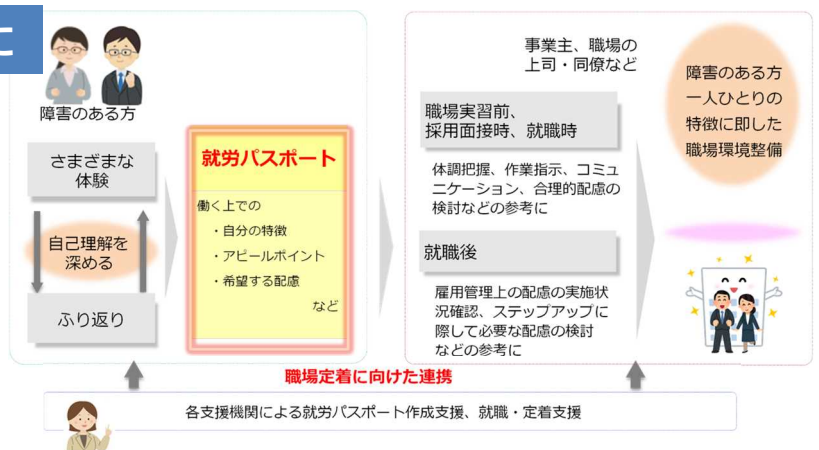 に
障害のある方
さまざまな
体験
自己理解を
深める
ふり返り
就労パスポート
働く上での
・自分の特徴
・アピールポイント
・希望する配慮
など
事業主、職場の
上司・同僚など
職場実習前、
採用面接時、就職時
体調把握、作業指示、コミュ
ニケーション、合理的配慮の
検討などの参考に
就職後
雇用管理上の配慮の実施状
況確認、ステップアップに
際して必要な配慮の検討
などの参考に
障害のある方
一人ひとりの
特徴に即した
職場環境整備
職場定着に向けた連携
各支援機関による就労パスポート作成支援、就職・定着支援